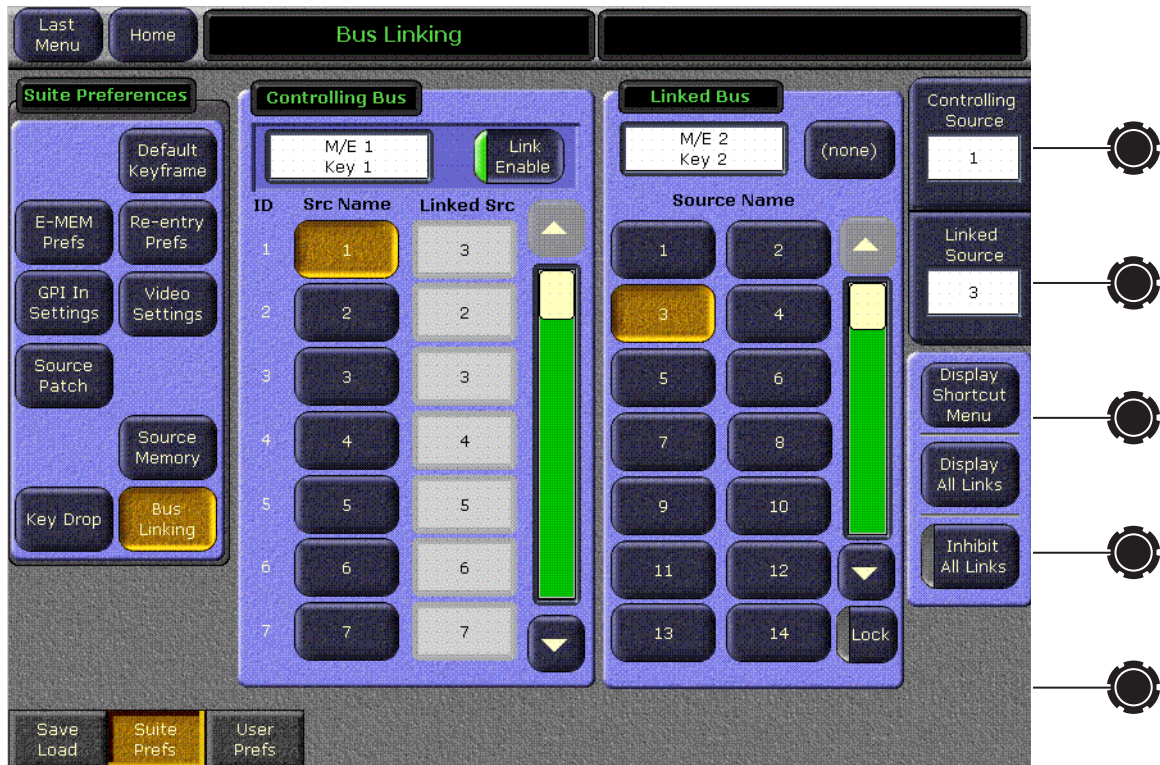 Last
Menu
Home
Bus Linking
Suite Preferences
Default
Keyframe
E-MEM
Prefs
Re-entry
Prefs
GPI In
Settings
Video
Settings
Source
Patch
Source
Memory
Key Drop
Bus
Linking
Controlling Bus
M/E 1
Key 1
Link
Enable
ID Src Name Linked Src
1 1 3
2 2 2
3 3 3
4 4 4
5 5 5
6 6 6
7 7 7
Linked Bus
M/E 2
Key 2
(none)
Source Name
1 2
3 4
5 6
7 8
9 10
11 12
13 14
Lock
Controlling
Source
1
Linked
Source
3
Display
Shortcut
Menu
Display
All Links
Inhibit
All Links
Save
Load
Suite
Prefs
User
Prefs